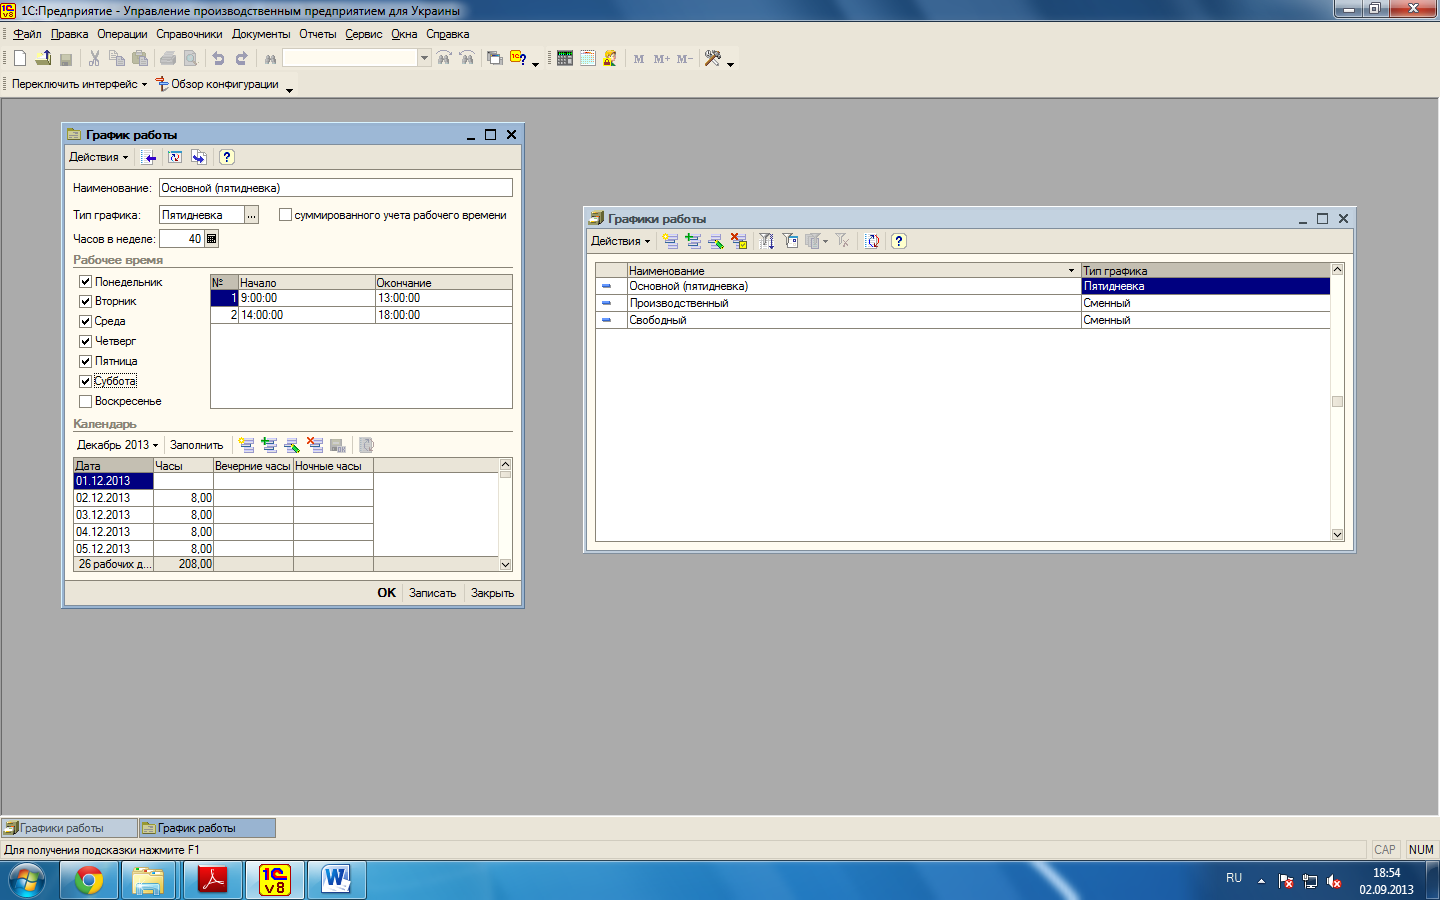 1С:Предприятие - Управление производственным предприятием для Украины
Файл Правка Операции Справочники Документы Отчеты Сервис Окна Справка
M M+ M-
Переключить интерфейс Обзор конфигурации
График работы
Действия
Наименование: Основной (пятидневка)
Тип графика: Пятидневка ... суммированного учета рабочего времени
Часов в неделе: 40
Рабочее время
Понедельник
Вторник
Среда
Четверг
Пятница
Суббота
Воскресенье
№ Начало Окончание
1 9:00:00 13:00:00
2 14:00:00 18:00:00
Календарь
Декабрь 2013 Заполнить
Дата Часы Вечерние часы Ночные часы
01.12.2013
02.12.2013 8,00
03.12.2013 8,00
04.12.2013 8,00
05.12.2013 8,00
26 рабочих д... 208,00
OK Записать Закрыть
Графики работы
Действия
Наименование Тип графика
Основной (пятидневка) Пятидневка
Производственный Сменный
Свободный Сменный
Графики работы График работы
Для получения подсказки нажмите F1
CAP NUM
1С v8
W
RU
18:54
02.09.2013